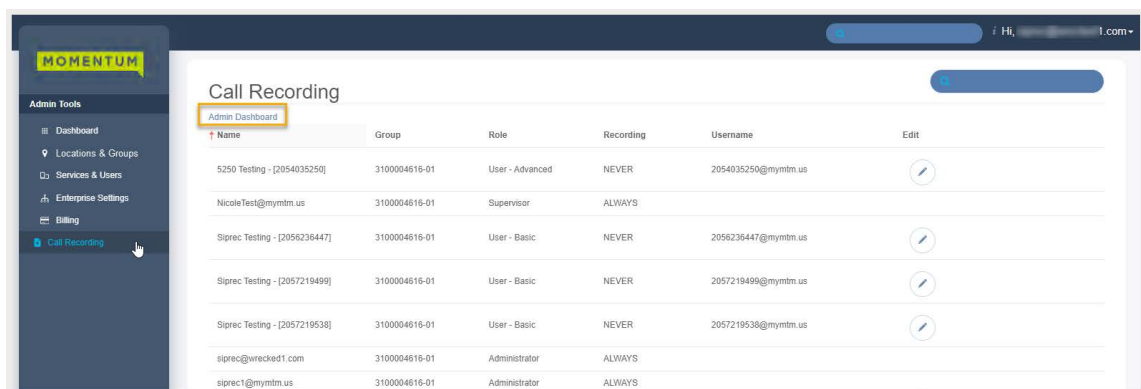 i Hi, 1.com
MOMENTUM
Admin Tools
Dashboard
Locations & Groups
Services & Users
Enterprise Settings
Billing
Call Recording
Call Recording
Admin Dashboard
↑ Name Group Role Recording Username Edit
5250 Testing - [2054035250] 3100004616-01 User - Advanced NEVER 2054035250@mymtm.us
NicoleTest@mymtm.us 3100004616-01 Supervisor ALWAYS
Siprec Testing - [2056236447] 3100004616-01 User - Basic NEVER 2056236447@mymtm.us
Siprec Testing - [2057219499] 3100004616-01 User - Basic NEVER 2057219499@mymtm.us
Siprec Testing - [2057219538] 3100004616-01 User - Basic NEVER 2057219538@mymtm.us
siprec@wrecked1.com 3100004616-01 Administrator ALWAYS
siprec1@mymtm.us 3100004616-01 Administrator ALWAYS